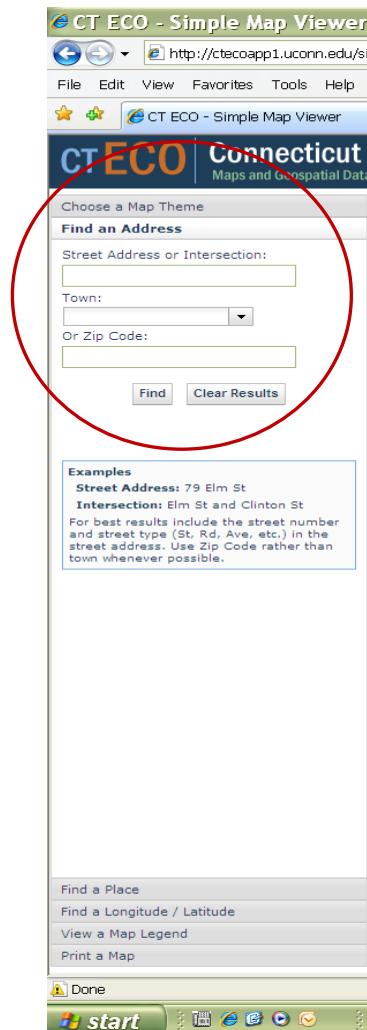 CT ECO - Simple Map Viewer
http://ctecoapp1.uconn.edu/si
File Edit View Favorites Tools Help
CT ECO - Simple Map Viewer
CT ECO Connecticut
Maps and Geospatial Data
Choose a Map Theme
Find an Address
Street Address or Intersection:
Town:
Or Zip Code:
Find Clear Results
Examples
Street Address: 79 Elm St
Intersection: Elm St and Clinton St
For best results include the street number
and street type (St, Rd, Ave, etc.) in the
street address. Use Zip Code rather than
town whenever possible.
Find a Place
Find a Longitude / Latitude
View a Map Legend
Print a Map
Done
start